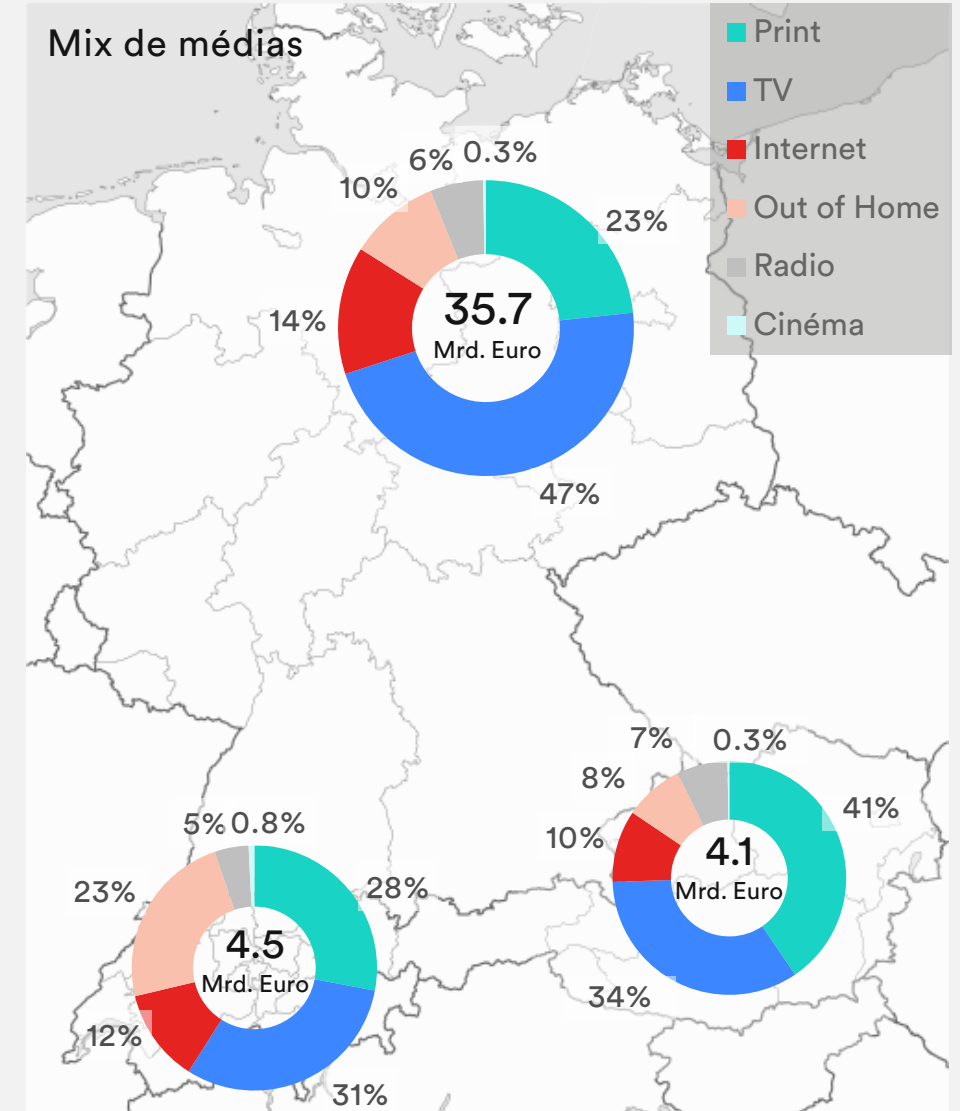 Mix de médias
Print
TV
Internet
Out of Home
Radio
Cinéma
6% 0.3%
10%
23%
14%
35.7
Mrd. Euro
47%
7% 0.3%
8%
41%
10%
4.1
Mrd. Euro
34%
5% 0.8%
23%
28%
4.5
Mrd. Euro
12%
31%